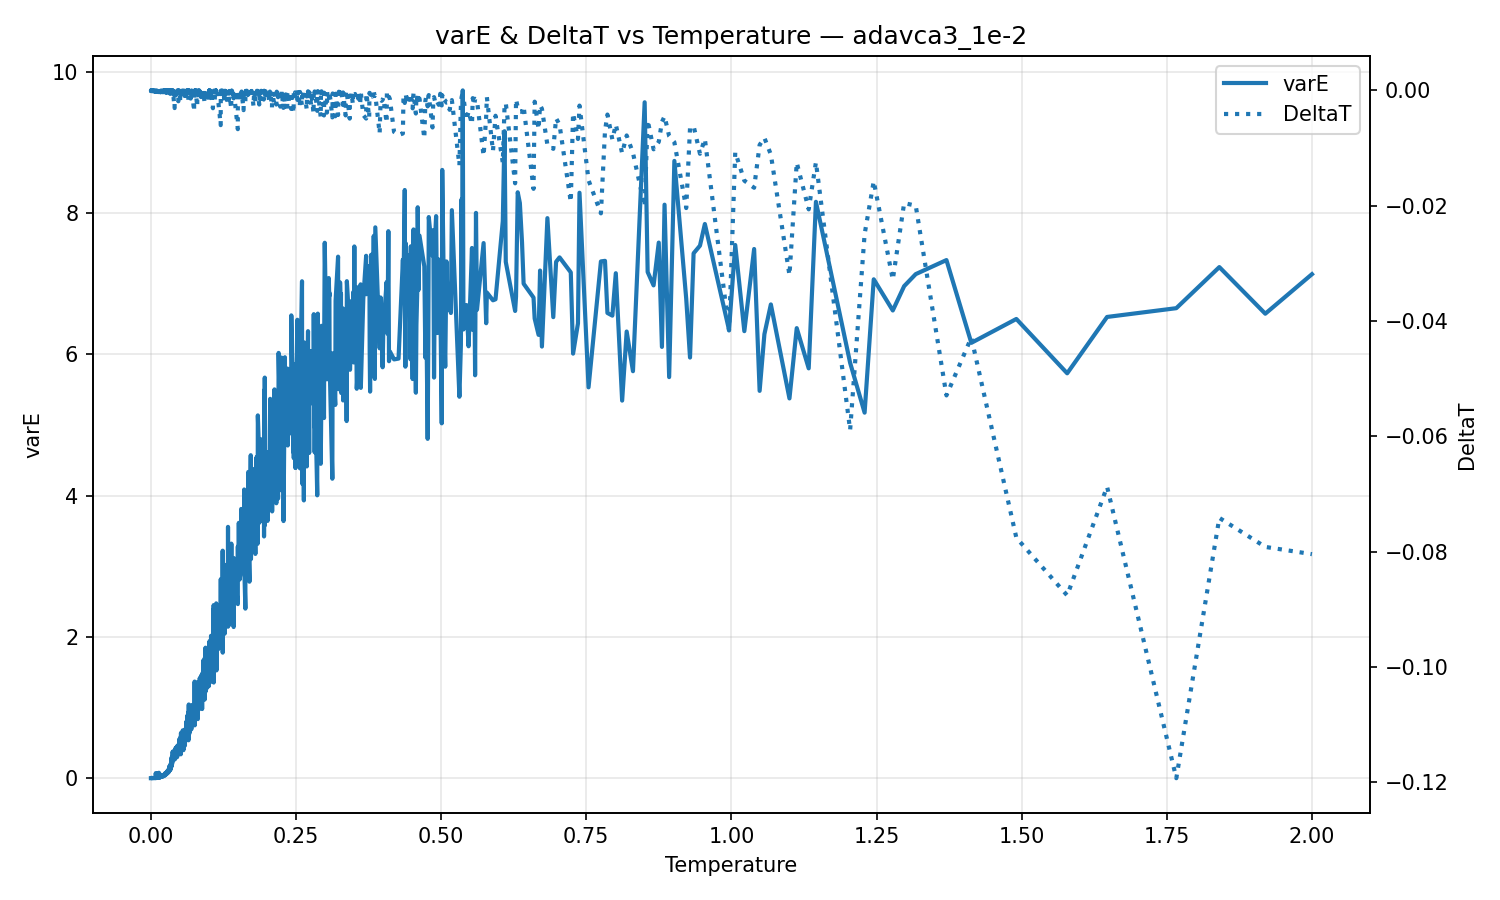 varE & DeltaT vs Temperature — adavca3_1e-2
varE
DeltaT
10
8
6
4
2
0
varE
0.00
−0.02
−0.04
−0.06
−0.08
−0.10
−0.12
DeltaT
0.00 0.25 0.50 0.75 1.00 1.25 1.50 1.75 2.00
Temperature